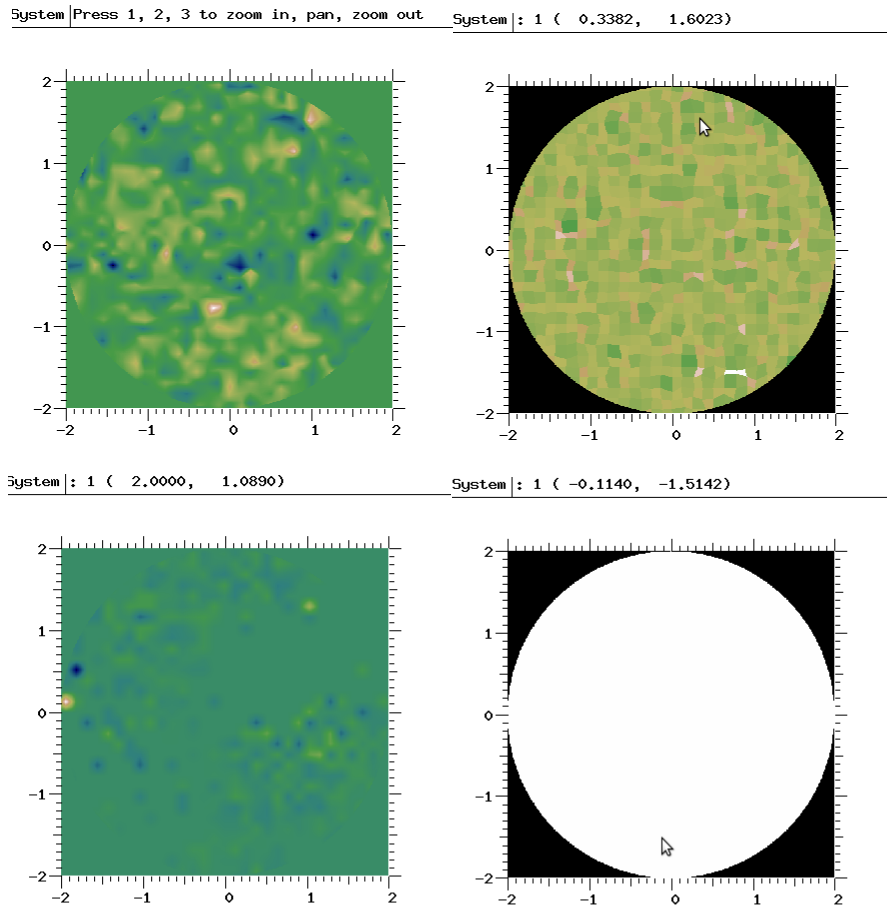 System Press 1, 2, 3 to zoom in, pan, zoom out
System : 1 (  0.3382,   1.6023)
2
1
0
-1
-2
-2 -1 0 1 2
2
1
0
-1
-2
-2 -1 0 1 2
System : 1 (  2.0000,   1.0890)
System : 1 ( -0.1140,  -1.5142)
2
1
0
-1
-2
-2 -1 0 1 2
2
1
0
-1
-2
-2 -1 0 1 2